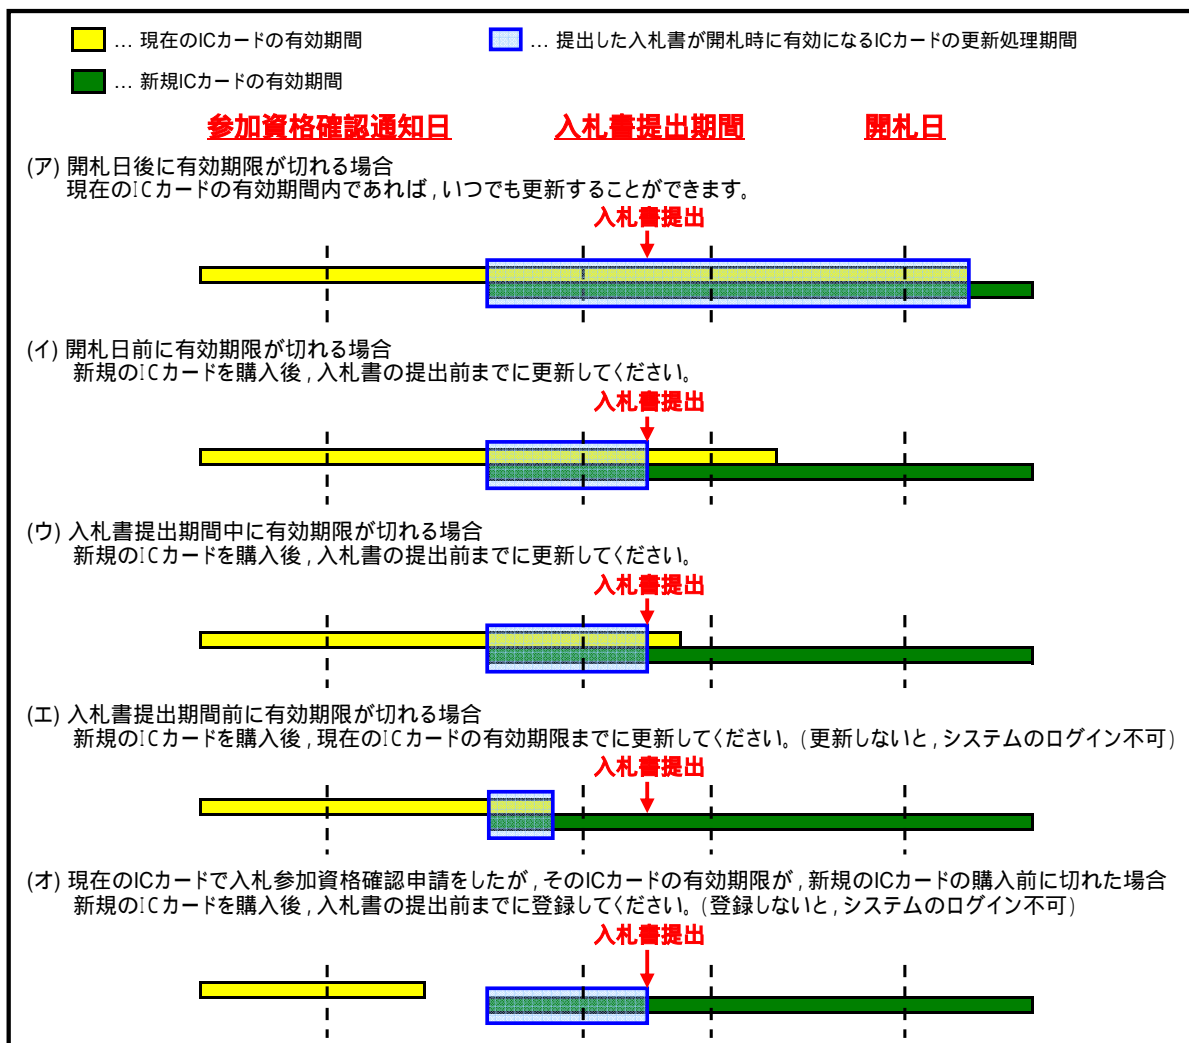 … 現在のICカードの有効期間
… 提出した入札書が開札時に有効になるICカードの更新処理期間
… 新規ICカードの有効期間
参加資格確認通知日 入札書提出期間 開札日
(ア) 開札日後に有効期限が切れる場合
現在のICカードの有効期間内であれば,いつでも更新することができます。
入札書提出
(イ) 開札日前に有効期限が切れる場合
新規のICカードを購入後,入札書の提出前までに更新してください。
入札書提出
(ウ) 入札書提出期間中に有効期限が切れる場合
新規のICカードを購入後,入札書の提出前までに更新してください。
入札書提出
(エ) 入札書提出期間前に有効期限が切れる場合
新規のICカードを購入後,現在のICカードの有効期限までに更新してください。(更新しないと,システムのログイン不可)
入札書提出
(オ) 現在のICカードで入札参加資格確認申請をしたが,そのICカードの有効期限が,新規のICカードの購入前に切れた場合
新規のICカードを購入後,入札書の提出前までに登録してください。(登録しないと,システムのログイン不可)
入札書提出